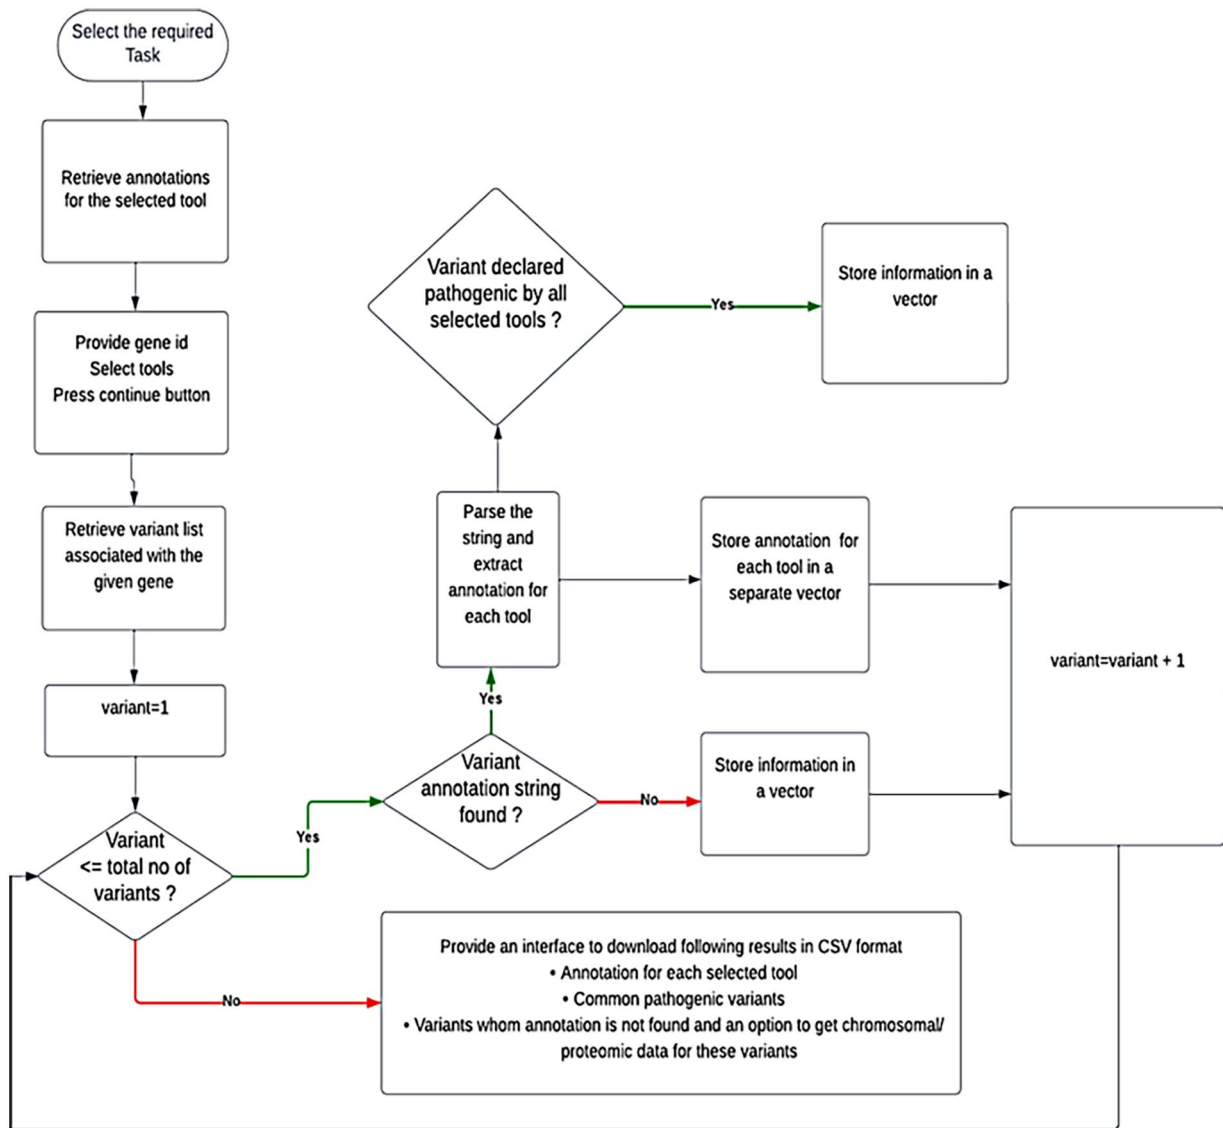 Select the required
Task
Retrieve annotations
for the selected tool
Provide gene id
Select tools
Press continue button
Retrieve variant list
associated with the
given gene
variant=1
Variant
<= total no of
variants ?
Yes
No
Variant
annotation string
found ?
Yes
No
Parse the
string and
extract
annotation for
each tool
Variant declared
pathogenic by all
selected tools ?
Yes
Store information in a
vector
Store annotation for
each tool in a
separate vector
Store information in
a vector
variant=variant + 1
Provide an interface to download following results in CSV format
• Annotation for each selected tool
• Common pathogenic variants
• Variants whom annotation is not found and an option to get chromosomal/
proteomic data for these variants